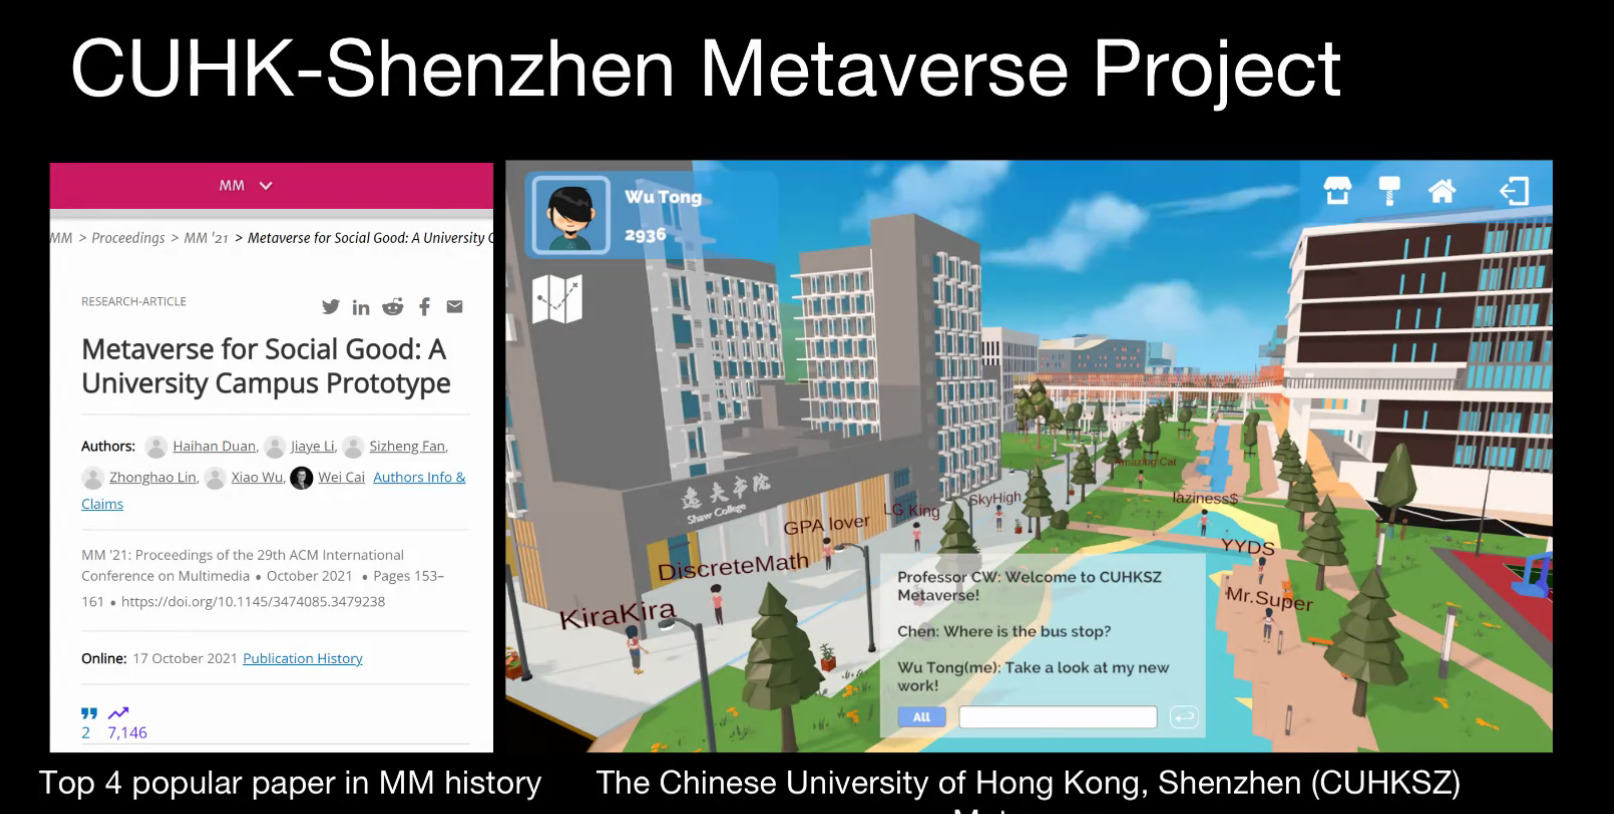 CUHK-Shenzhen Metaverse Project
MM
MM > Proceedings > MM '21 > Metaverse for Social Good: A University
RESEARCH-ARTICLE
Metaverse for Social Good: A
University Campus Prototype
Authors: Haihan Duan, Jiaye Li, Sizheng Fan,
Zhonghao Lin, Xiao Wu, Wei Cai Authors Info &
Claims
MM '21: Proceedings of the 29th ACM International
Conference on Multimedia • October 2021 • Pages 153–
161 • https://doi.org/10.1145/3474085.3479238
Online: 17 October 2021 Publication History
2 7,146
Top 4 popular paper in MM history
Wu Tong
2936
逸夫书院
Shaw College
Amazing Cat
laziness$
SkyHigh
LG King
GPA lover
YYDS
DiscreteMath
Mr.Super
KiraKira
Professor CW: Welcome to CUHKSZ
Metaverse!
Chen: Where is the bus stop?
Wu Tong(me): Take a look at my new
work!
All
The Chinese University of Hong Kong, Shenzhen (CUHKSZ)